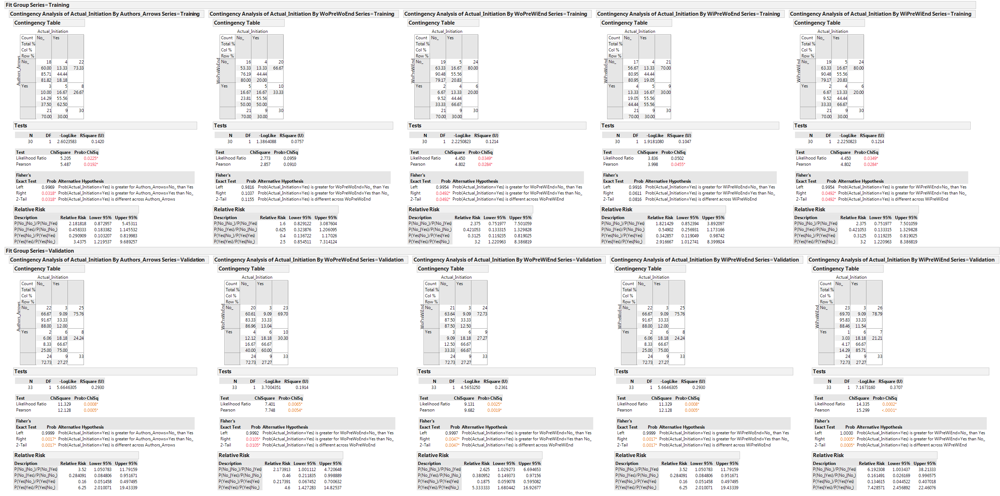 Fit Group Series=Training
Contingency Analysis of Actual_Initiation By Authors_Arrows Series=Training
Contingency Table
Actual_Initiation
Authors_Arrows
Count No_ Yes
Total %
Col %
Row %
No_ 18 4 22
60.00 13.33 73.33
85.71 44.44
81.82 18.18
Yes 3 5 8
10.00 16.67 26.67
14.29 55.56
37.50 62.50
21 9 30
70.00 30.00
Tests
N DF -LogLike RSquare (U)
30 1 2.6023583 0.1420
Test ChiSquare Prob>ChiSq
Likelihood Ratio 5.205 0.0225*
Pearson 5.487 0.0192*
Fisher's
Exact Test Prob Alternative Hypothesis
Left 0.9969 Prob(Actual_Initiation=Yes) is greater for Authors_Arrows=No_ than Yes
Right 0.0318* Prob(Actual_Initiation=Yes) is greater for Authors_Arrows=Yes than No_
2-Tail 0.0318* Prob(Actual_Initiation=Yes) is different across Authors_Arrows
Relative Risk
Description Relative Risk Lower 95% Upper 95%
P(No_|No_)/P(No_|Yes) 2.181818 0.872957 5.45311
P(No_|Yes)/P(No_|No_) 0.458333 0.183382 1.145532
P(Yes|No_)/P(Yes|Yes) 0.290909 0.103207 0.819983
P(Yes|Yes)/P(Yes|No_) 3.4375 1.219537 9.689257
Contingency Analysis of Actual_Initiation By WoPreWoEnd Series=Training
Contingency Table
Actual_Initiation
WoPreWoEnd
Count No_ Yes
Total %
Col %
Row %
No_ 16 4 20
53.33 13.33 66.67
76.19 44.44
80.00 20.00
Yes 5 5 10
16.67 16.67 33.33
23.81 55.56
50.00 50.00
21 9 30
70.00 30.00
Tests
N DF -LogLike RSquare (U)
30 1 1.3864088 0.0757
Test ChiSquare Prob>ChiSq
Likelihood Ratio 2.773 0.0959
Pearson 2.857 0.0910
Fisher's
Exact Test Prob Alternative Hypothesis
Left 0.9816 Prob(Actual_Initiation=Yes) is greater for WoPreWoEnd=No_ than Yes
Right 0.1037 Prob(Actual_Initiation=Yes) is greater for WoPreWoEnd=Yes than No_
2-Tail 0.1155 Prob(Actual_Initiation=Yes) is different across WoPreWoEnd
Relative Risk
Description Relative Risk Lower 95% Upper 95%
P(No_|No_)/P(No_|Yes) 1.6 0.829122 3.087604
P(No_|Yes)/P(No_|No_) 0.625 0.323876 1.206095
P(Yes|No_)/P(Yes|Yes) 0.4 0.136722 1.17026
P(Yes|Yes)/P(Yes|No_) 2.5 0.854511 7.314124
Contingency Analysis of Actual_Initiation By WoPreWiEnd Series=Training
Contingency Table
Actual_Initiation
WoPreWiEnd
Count No_ Yes
Total %
Col %
Row %
No_ 19 5 24
63.33 16.67 80.00
90.48 55.56
79.17 20.83
Yes 2 4 6
6.67 13.33 20.00
9.52 44.44
33.33 66.67
21 9 30
70.00 30.00
Tests
N DF -LogLike RSquare (U)
30 1 2.2250823 0.1214
Test ChiSquare Prob>ChiSq
Likelihood Ratio 4.450 0.0349*
Pearson 4.802 0.0284*
Fisher's
Exact Test Prob Alternative Hypothesis
Left 0.9954 Prob(Actual_Initiation=Yes) is greater for WoPreWiEnd=No_ than Yes
Right 0.0492* Prob(Actual_Initiation=Yes) is greater for WoPreWiEnd=Yes than No_
2-Tail 0.0492* Prob(Actual_Initiation=Yes) is different across WoPreWiEnd
Relative Risk
Description Relative Risk Lower 95% Upper 95%
P(No_|No_)/P(No_|Yes) 2.375 0.751977 7.501059
P(No_|Yes)/P(No_|No_) 0.421053 0.133315 1.329828
P(Yes|No_)/P(Yes|Yes) 0.3125 0.119235 0.819025
P(Yes|Yes)/P(Yes|No_) 3.2 1.220963 8.386819
Contingency Analysis of Actual_Initiation By WiPreWoEnd Series=Training
Contingency Table
Actual_Initiation
WiPreWoEnd
Count No_ Yes
Total %
Col %
Row %
No_ 17 4 21
56.67 13.33 70.00
80.95 44.44
80.95 19.05
Yes 4 5 9
13.33 16.67 30.00
19.05 55.56
44.44 55.56
21 9 30
70.00 30.00
Tests
N DF -LogLike RSquare (U)
30 1 1.9181080 0.1047
Test ChiSquare Prob>ChiSq
Likelihood Ratio 3.836 0.0502
Pearson 3.998 0.0455*
Fisher's
Exact Test Prob Alternative Hypothesis
Left 0.9916 Prob(Actual_Initiation=Yes) is greater for WiPreWoEnd=No_ than Yes
Right 0.0611 Prob(Actual_Initiation=Yes) is greater for WiPreWoEnd=Yes than No_
2-Tail 0.0816 Prob(Actual_Initiation=Yes) is different across WiPreWoEnd
Relative Risk
Description Relative Risk Lower 95% Upper 95%
P(No_|No_)/P(No_|Yes) 1.821429 0.852394 3.892097
P(No_|Yes)/P(No_|No_) 0.54902 0.256931 1.173166
P(Yes|No_)/P(Yes|Yes) 0.342857 0.119049 0.98742
P(Yes|Yes)/P(Yes|No_) 2.916667 1.012741 8.399924
Contingency Analysis of Actual_Initiation By WiPreWiEnd Series=Training
Contingency Table
Actual_Initiation
WiPreWiEnd
Count No_ Yes
Total %
Col %
Row %
No_ 19 5 24
63.33 16.67 80.00
90.48 55.56
79.17 20.83
Yes 2 4 6
6.67 13.33 20.00
9.52 44.44
33.33 66.67
21 9 30
70.00 30.00
Tests
N DF -LogLike RSquare (U)
30 1 2.2250823 0.1214
Test ChiSquare Prob>ChiSq
Likelihood Ratio 4.450 0.0349*
Pearson 4.802 0.0284*
Fisher's
Exact Test Prob Alternative Hypothesis
Left 0.9954 Prob(Actual_Initiation=Yes) is greater for WiPreWiEnd=No_ than Yes
Right 0.0492* Prob(Actual_Initiation=Yes) is greater for WiPreWiEnd=Yes than No_
2-Tail 0.0492* Prob(Actual_Initiation=Yes) is different across WiPreWiEnd
Relative Risk
Description Relative Risk Lower 95% Upper 95%
P(No_|No_)/P(No_|Yes) 2.375 0.751977 7.501059
P(No_|Yes)/P(No_|No_) 0.421053 0.133315 1.329828
P(Yes|No_)/P(Yes|Yes) 0.3125 0.119235 0.819025
P(Yes|Yes)/P(Yes|No_) 3.2 1.220963 8.386819
Fit Group Series=Validation
Contingency Analysis of Actual_Initiation By Authors_Arrows Series=Validation
Contingency Table
Actual_Initiation
Authors_Arrows
Count No_ Yes
Total %
Col %
Row %
No_ 22 3 25
66.67 9.09 75.76
91.67 33.33
88.00 12.00
Yes 2 6 8
6.06 18.18 24.24
8.33 66.67
25.00 75.00
24 9 33
72.73 27.27
Tests
N DF -LogLike RSquare (U)
33 1 5.6646305 0.2930
Test ChiSquare Prob>ChiSq
Likelihood Ratio 11.329 0.0008*
Pearson 12.128 0.0005*
Fisher's
Exact Test Prob Alternative Hypothesis
Left 0.9999 Prob(Actual_Initiation=Yes) is greater for Authors_Arrows=No_ than Yes
Right 0.0017* Prob(Actual_Initiation=Yes) is greater for Authors_Arrows=Yes than No_
2-Tail 0.0017* Prob(Actual_Initiation=Yes) is different across Authors_Arrows
Relative Risk
Description Relative Risk Lower 95% Upper 95%
P(No_|No_)/P(No_|Yes) 3.52 1.050783 11.79159
P(No_|Yes)/P(No_|No_) 0.284091 0.084806 0.951671
P(Yes|No_)/P(Yes|Yes) 0.16 0.051458 0.497495
P(Yes|Yes)/P(Yes|No_) 6.25 2.010071 19.43339
Contingency Analysis of Actual_Initiation By WoPreWoEnd Series=Validation
Contingency Table
Actual_Initiation
WoPreWoEnd
Count No_ Yes
Total %
Col %
Row %
No_ 20 3 23
60.61 9.09 69.70
83.33 33.33
86.96 13.04
Yes 4 6 10
12.12 18.18 30.30
16.67 66.67
40.00 60.00
24 9 33
72.73 27.27
Tests
N DF -LogLike RSquare (U)
33 1 3.7004351 0.1914
Test ChiSquare Prob>ChiSq
Likelihood Ratio 7.401 0.0065*
Pearson 7.748 0.0054*
Fisher's
Exact Test Prob Alternative Hypothesis
Left 0.9992 Prob(Actual_Initiation=Yes) is greater for WoPreWoEnd=No_ than Yes
Right 0.0105* Prob(Actual_Initiation=Yes) is greater for WoPreWoEnd=Yes than No_
2-Tail 0.0105* Prob(Actual_Initiation=Yes) is different across WoPreWoEnd
Relative Risk
Description Relative Risk Lower 95% Upper 95%
P(No_|No_)/P(No_|Yes) 2.173913 1.001112 4.720648
P(No_|Yes)/P(No_|No_) 0.46 0.211835 0.998889
P(Yes|No_)/P(Yes|Yes) 0.217391 0.067452 0.700632
P(Yes|Yes)/P(Yes|No_) 4.6 1.427283 14.82537
Contingency Analysis of Actual_Initiation By WoPreWiEnd Series=Validation
Contingency Table
Actual_Initiation
WoPreWiEnd
Count No_ Yes
Total %
Col %
Row %
No_ 21 3 24
63.64 9.09 72.73
87.50 33.33
87.50 12.50
Yes 3 6 9
9.09 18.18 27.27
12.50 66.67
33.33 66.67
24 9 33
72.73 27.27
Tests
N DF -LogLike RSquare (U)
33 1 4.5653250 0.2361
Test ChiSquare Prob>ChiSq
Likelihood Ratio 9.131 0.0025*
Pearson 9.682 0.0019*
Fisher's
Exact Test Prob Alternative Hypothesis
Left 0.9997 Prob(Actual_Initiation=Yes) is greater for WoPreWiEnd=No_ than Yes
Right 0.0047* Prob(Actual_Initiation=Yes) is greater for WoPreWiEnd=Yes than No_
2-Tail 0.0047* Prob(Actual_Initiation=Yes) is different across WoPreWiEnd
Relative Risk
Description Relative Risk Lower 95% Upper 95%
P(No_|No_)/P(No_|Yes) 2.625 1.029273 6.694653
P(No_|Yes)/P(No_|No_) 0.380952 0.149373 0.97156
P(Yes|No_)/P(Yes|Yes) 0.1875 0.059078 0.595082
P(Yes|Yes)/P(Yes|No_) 5.333333 1.680442 16.92677
Contingency Analysis of Actual_Initiation By WiPreWoEnd Series=Validation
Contingency Table
Actual_Initiation
WiPreWoEnd
Count No_ Yes
Total %
Col %
Row %
No_ 22 3 25
66.67 9.09 75.76
91.67 33.33
88.00 12.00
Yes 2 6 8
6.06 18.18 24.24
8.33 66.67
25.00 75.00
24 9 33
72.73 27.27
Tests
N DF -LogLike RSquare (U)
33 1 5.6646305 0.2930
Test ChiSquare Prob>ChiSq
Likelihood Ratio 11.329 0.0008*
Pearson 12.128 0.0005*
Fisher's
Exact Test Prob Alternative Hypothesis
Left 0.9999 Prob(Actual_Initiation=Yes) is greater for WiPreWoEnd=No_ than Yes
Right 0.0017* Prob(Actual_Initiation=Yes) is greater for WiPreWoEnd=Yes than No_
2-Tail 0.0017* Prob(Actual_Initiation=Yes) is different across WiPreWoEnd
Relative Risk
Description Relative Risk Lower 95% Upper 95%
P(No_|No_)/P(No_|Yes) 3.52 1.050783 11.79159
P(No_|Yes)/P(No_|No_) 0.284091 0.084806 0.951671
P(Yes|No_)/P(Yes|Yes) 0.16 0.051458 0.497495
P(Yes|Yes)/P(Yes|No_) 6.25 2.010071 19.43339
Contingency Analysis of Actual_Initiation By WiPreWiEnd Series=Validation
Contingency Table
Actual_Initiation
WiPreWiEnd
Count No_ Yes
Total %
Col %
Row %
No_ 23 3 26
69.70 9.09 78.79
95.83 33.33
88.46 11.54
Yes 1 6 7
3.03 18.18 21.21
4.17 66.67
14.29 85.71
24 9 33
72.73 27.27
Tests
N DF -LogLike RSquare (U)
33 1 7.1673160 0.3707
Test ChiSquare Prob>ChiSq
Likelihood Ratio 14.335 0.0002*
Pearson 15.299 <.0001*
Fisher's
Exact Test Prob Alternative Hypothesis
Left 1.0000 Prob(Actual_Initiation=Yes) is greater for WiPreWiEnd=No_ than Yes
Right 0.0005* Prob(Actual_Initiation=Yes) is greater for WiPreWiEnd=Yes than No_
2-Tail 0.0005* Prob(Actual_Initiation=Yes) is different across WiPreWiEnd
Relative Risk
Description Relative Risk Lower 95% Upper 95%
P(No_|No_)/P(No_|Yes) 6.192308 1.003437 38.21333
P(No_|Yes)/P(No_|No_) 0.161491 0.026169 0.996575
P(Yes|No_)/P(Yes|Yes) 0.134615 0.044522 0.407018
P(Yes|Yes)/P(Yes|No_) 7.428571 2.456892 22.46076